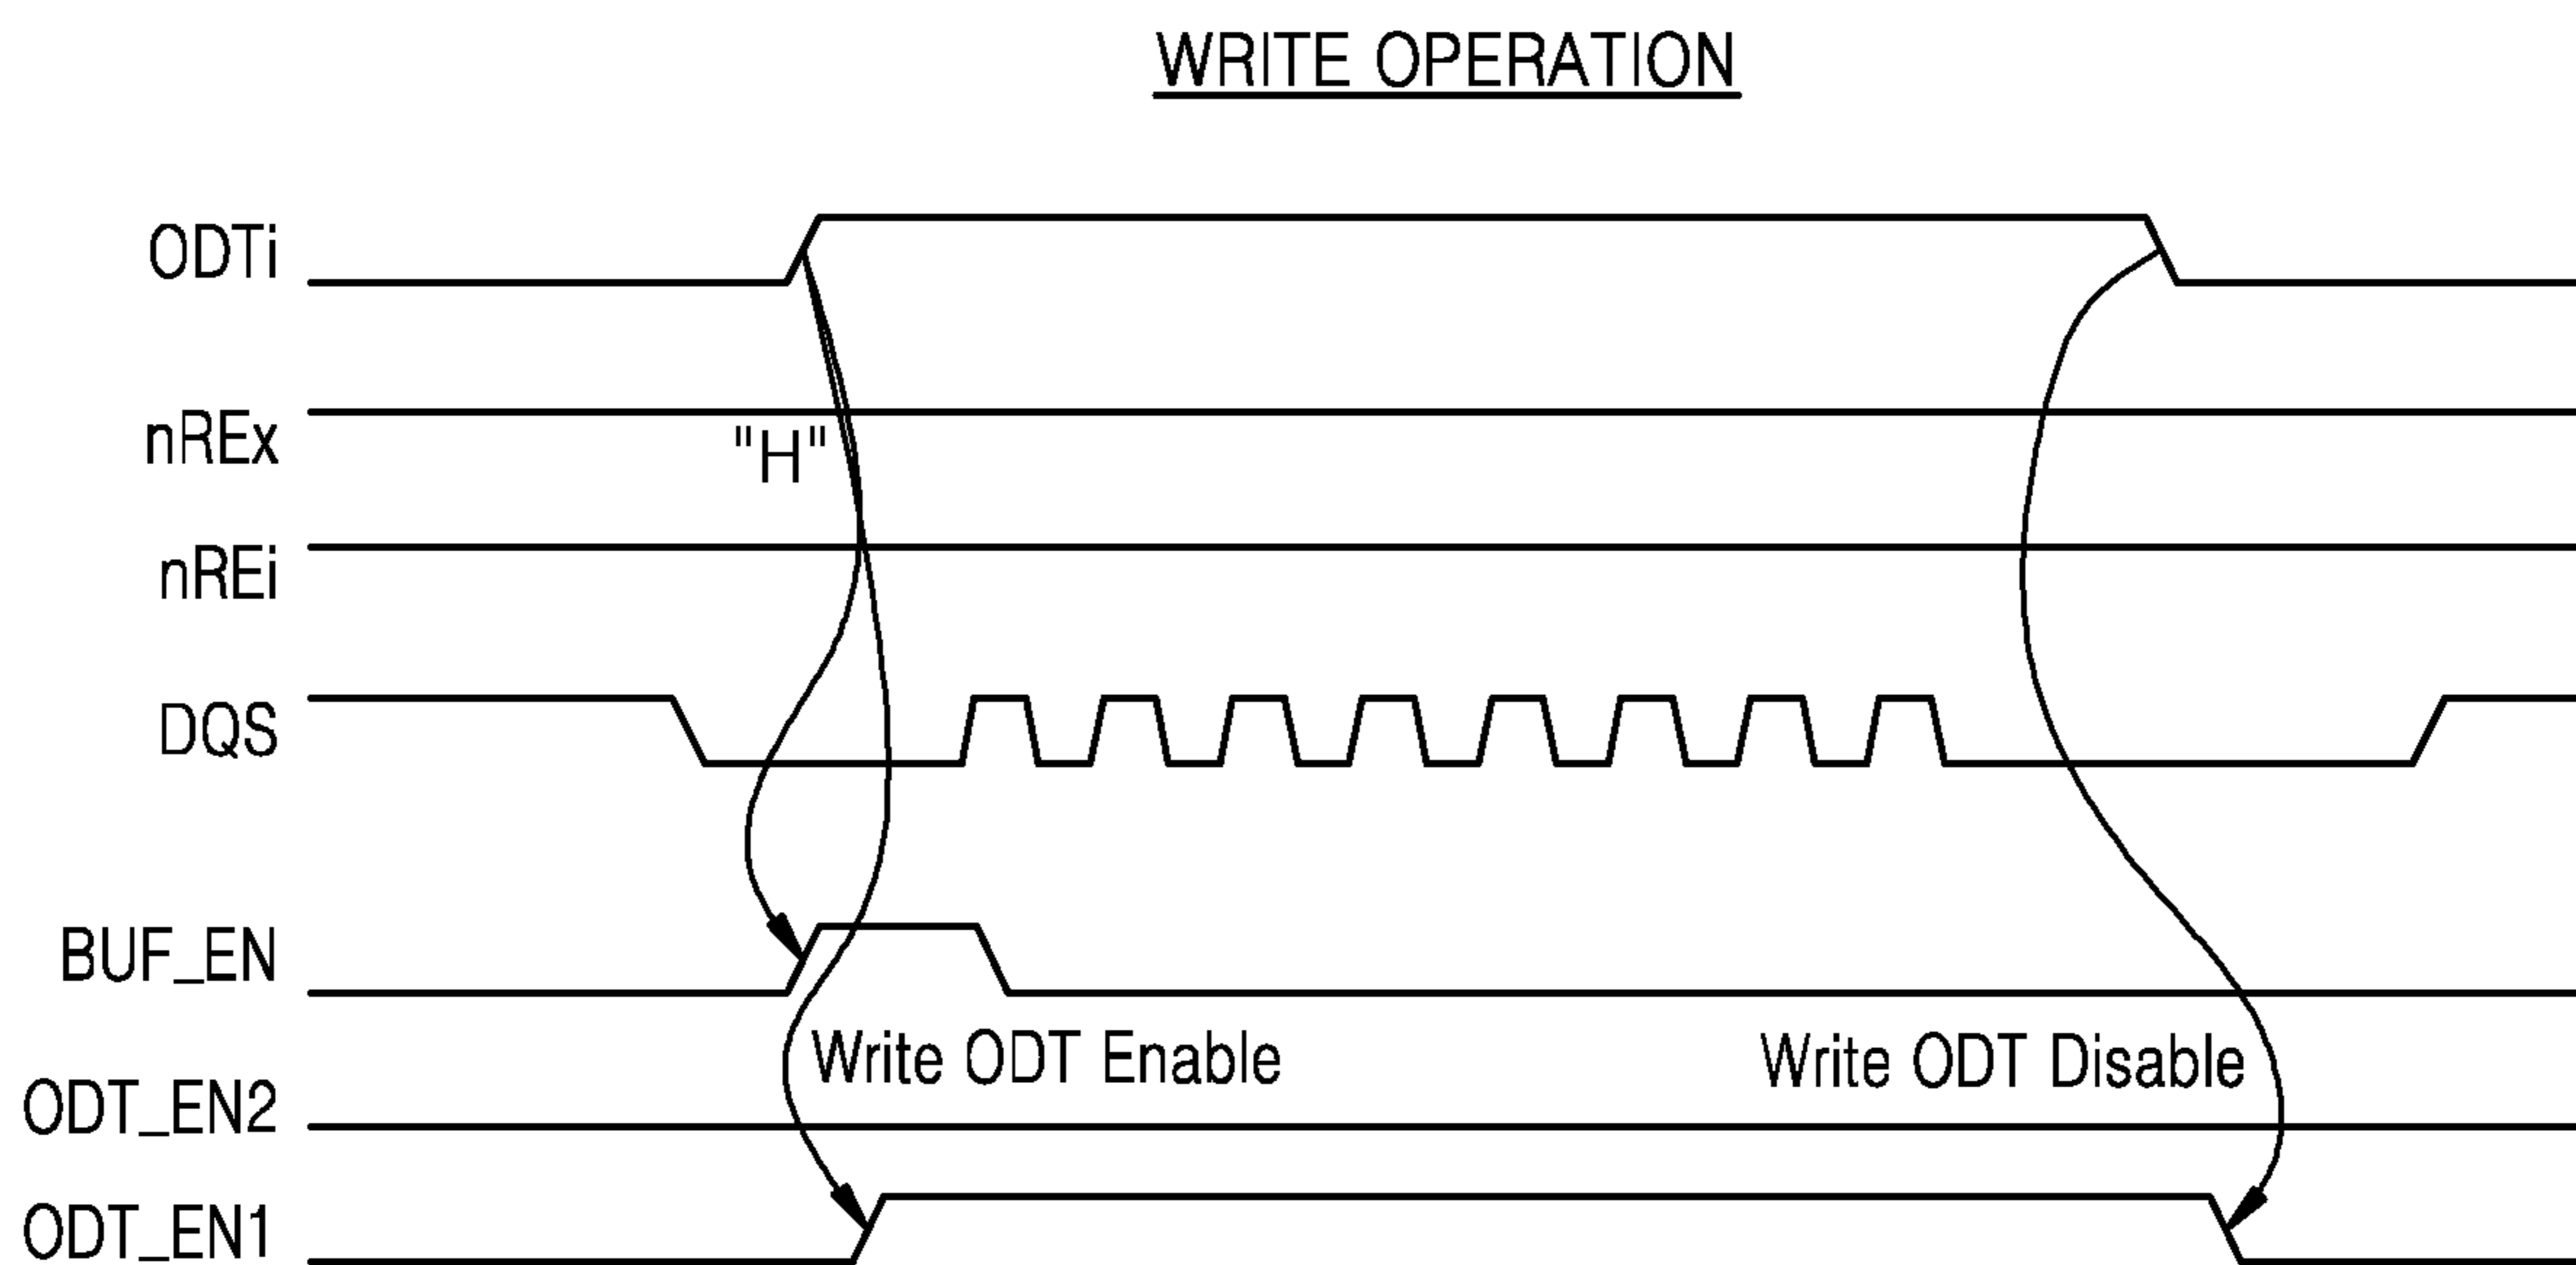 WRITE OPERATION
ODTi
nREx
"H"
nREi
DQS
BUF_EN
Write ODT Enable
Write ODT Disable
ODT_EN2
ODT_EN1